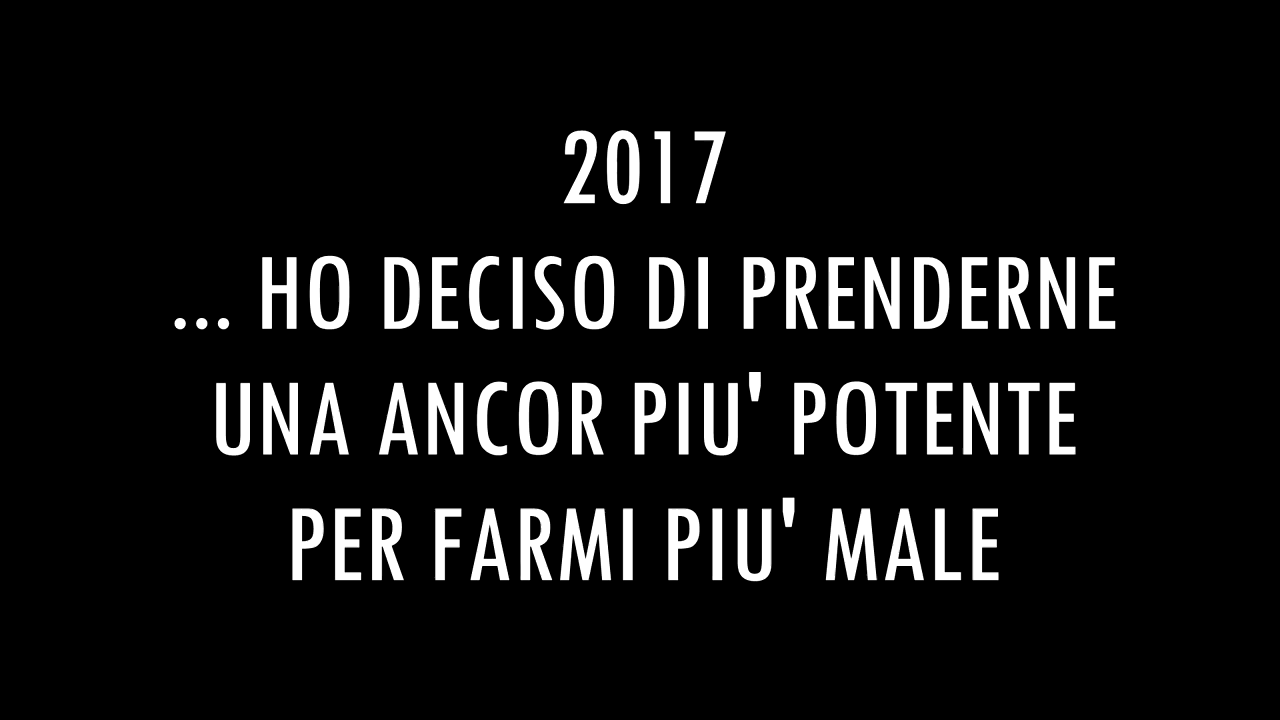 2017
... HO DECISO DI PRENDERNE
UNA ANCOR PIU' POTENTE
PER FARMI PIU' MALE